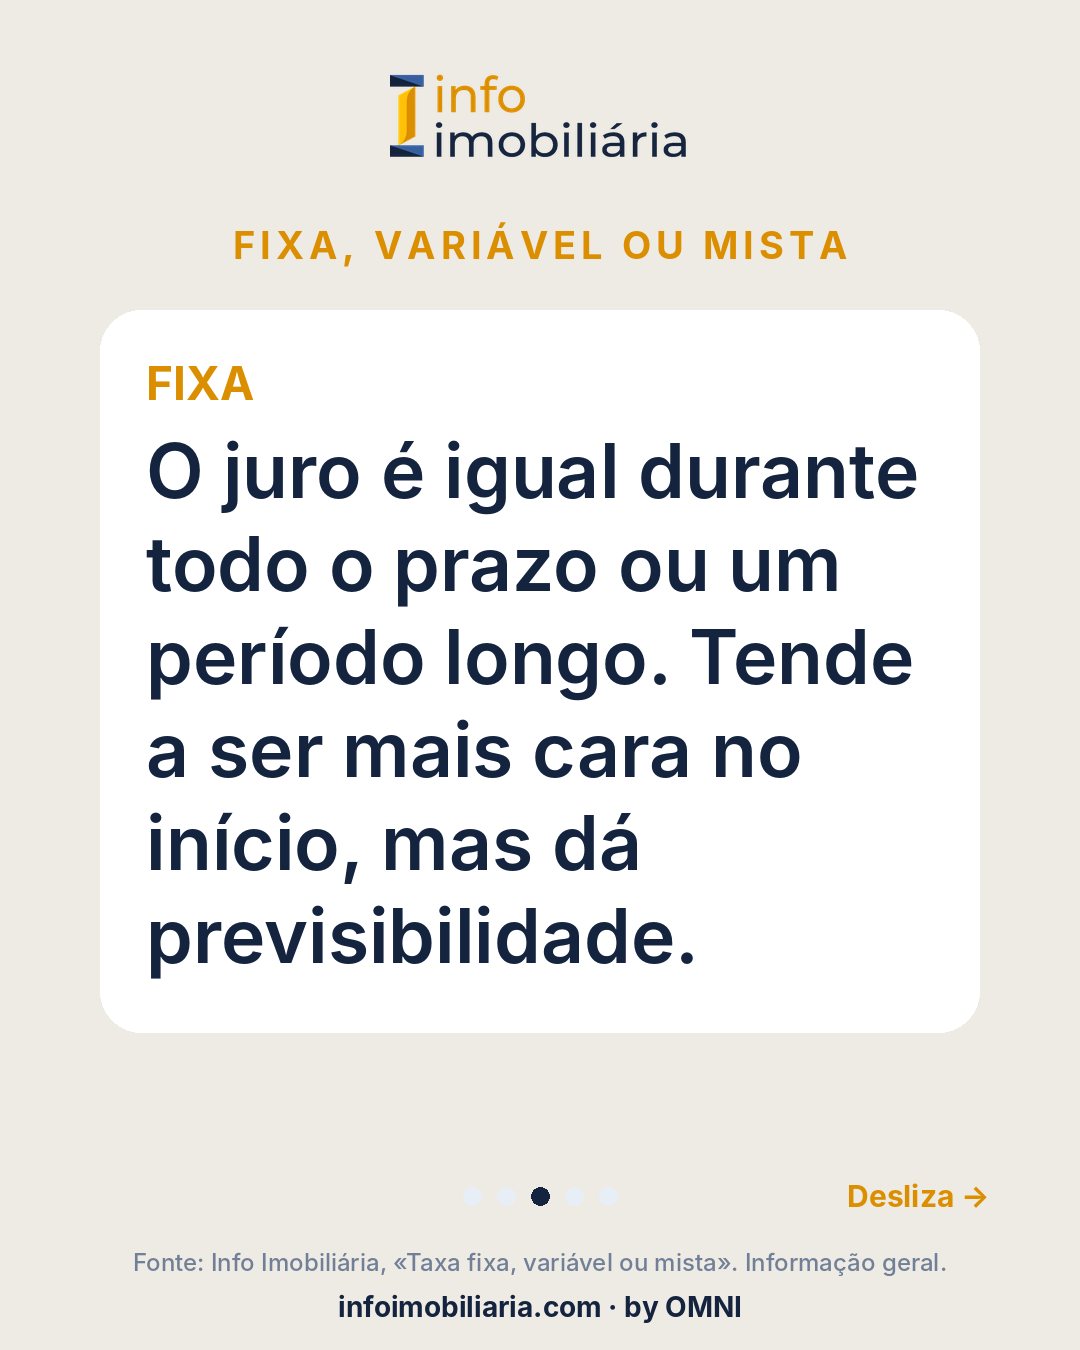 info
imobiliária
FIXA, VARIÁVEL OU MISTA
FIXA
O juro é igual durante
todo o prazo ou um
período longo. Tende
a ser mais cara no
início, mas dá
previsibilidade.
Desliza →
Fonte: Info Imobiliária, «Taxa fixa, variável ou mista». Informação geral.
infoimobiliaria.com · by OMNI